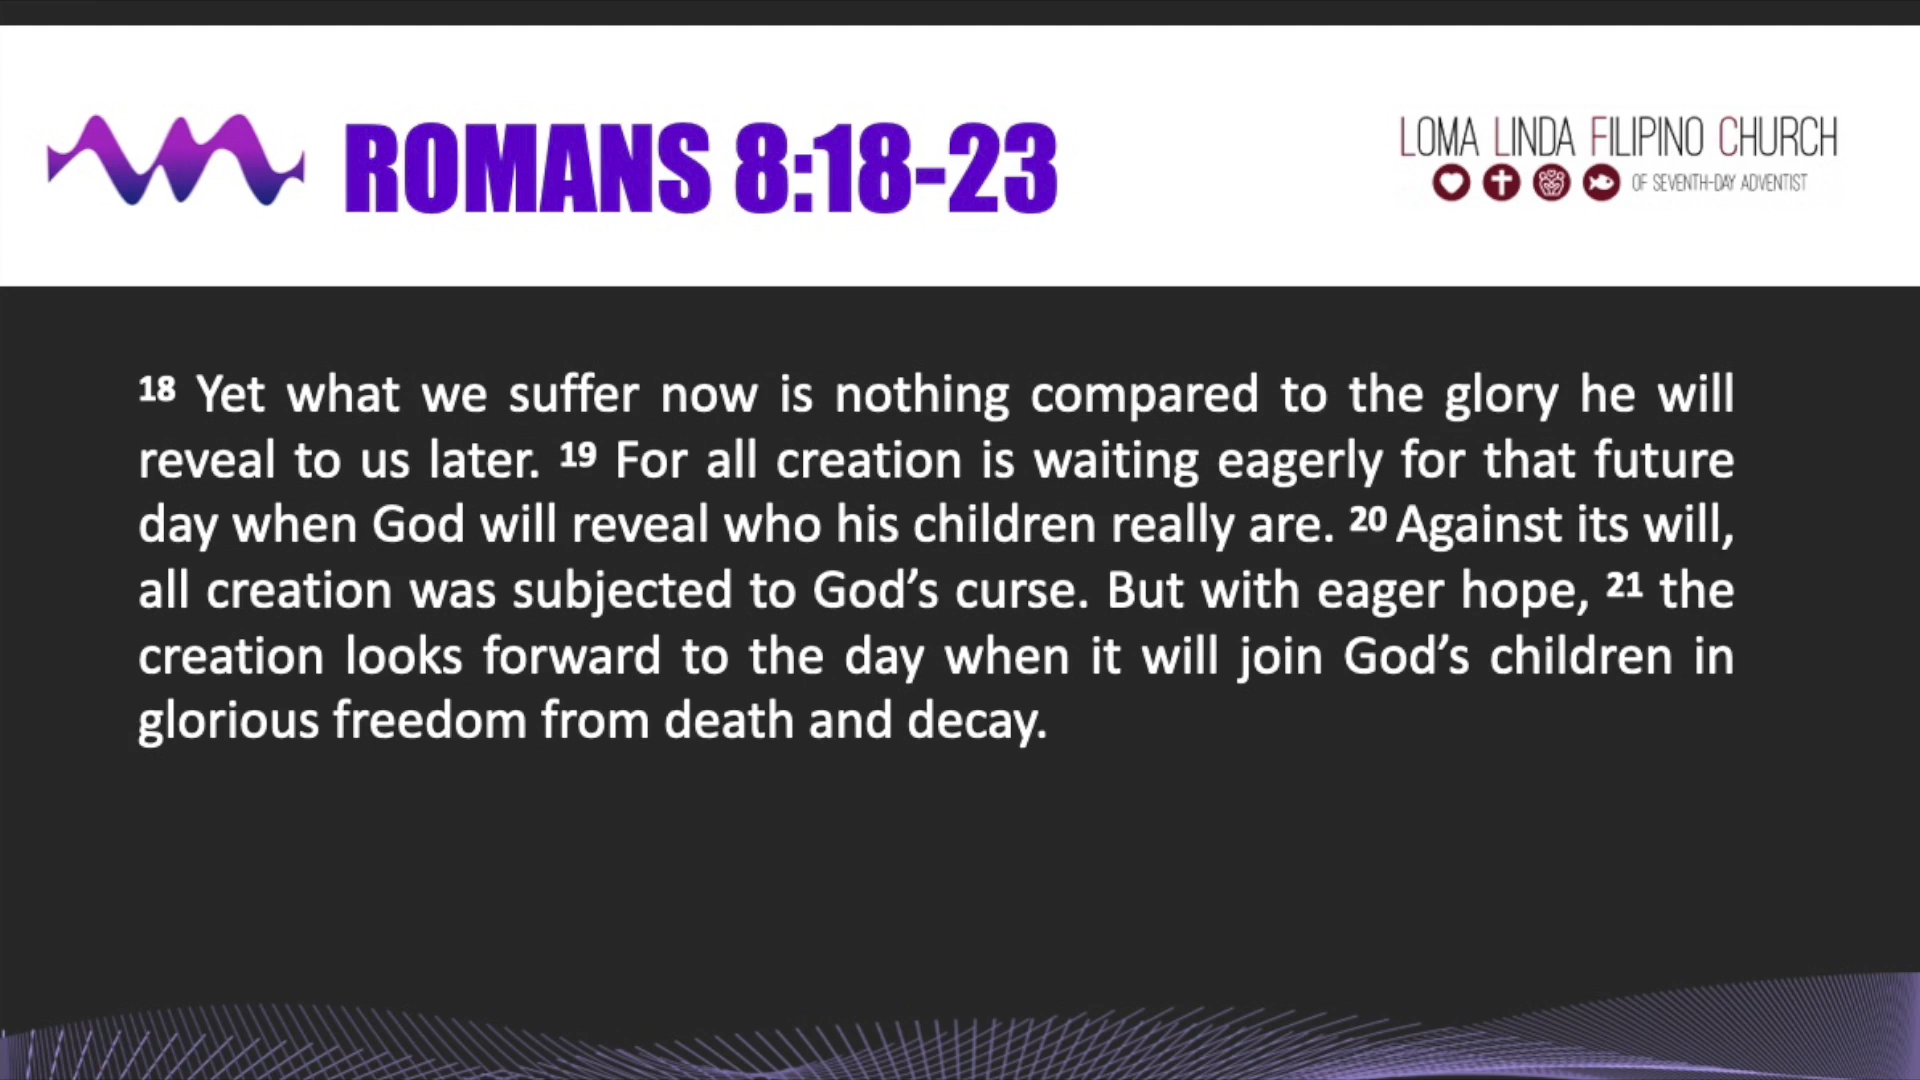 ROMANS 8:18-23
LOMA LINDA FILIPINO CHURCH
OF SEVENTH-DAY ADVENTIST
18 Yet what we suffer now is nothing compared to the glory he will
reveal to us later. 19 For all creation is waiting eagerly for that future
day when God will reveal who his children really are. 20 Against its will,
all creation was subjected to God’s curse. But with eager hope, 21 the
creation looks forward to the day when it will join God’s children in
glorious freedom from death and decay.